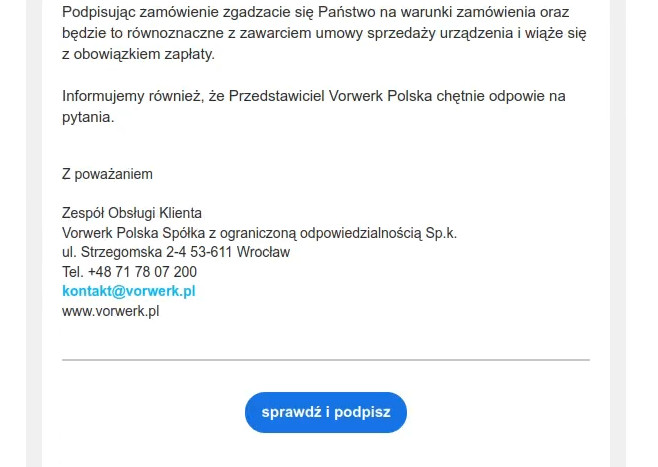 Podpisując zamówienie zgadzacie się Państwo na warunki zamówienia oraz
będzie to równoznaczne z zawarciem umowy sprzedaży urządzenia i wiąże się
z obowiązkiem zapłaty.
Informujemy również, że Przedstawiciel Vorwerk Polska chętnie odpowie na
pytania.
Z poważaniem
Zespół Obsługi Klienta
Vorwerk Polska Spółka z ograniczoną odpowiedzialnością Sp.k.
ul. Strzegomska 2-4 53-611 Wrocław
Tel. +48 71 78 07 200
kontakt@vorwerk.pl
www.vorwerk.pl
sprawdź i podpisz